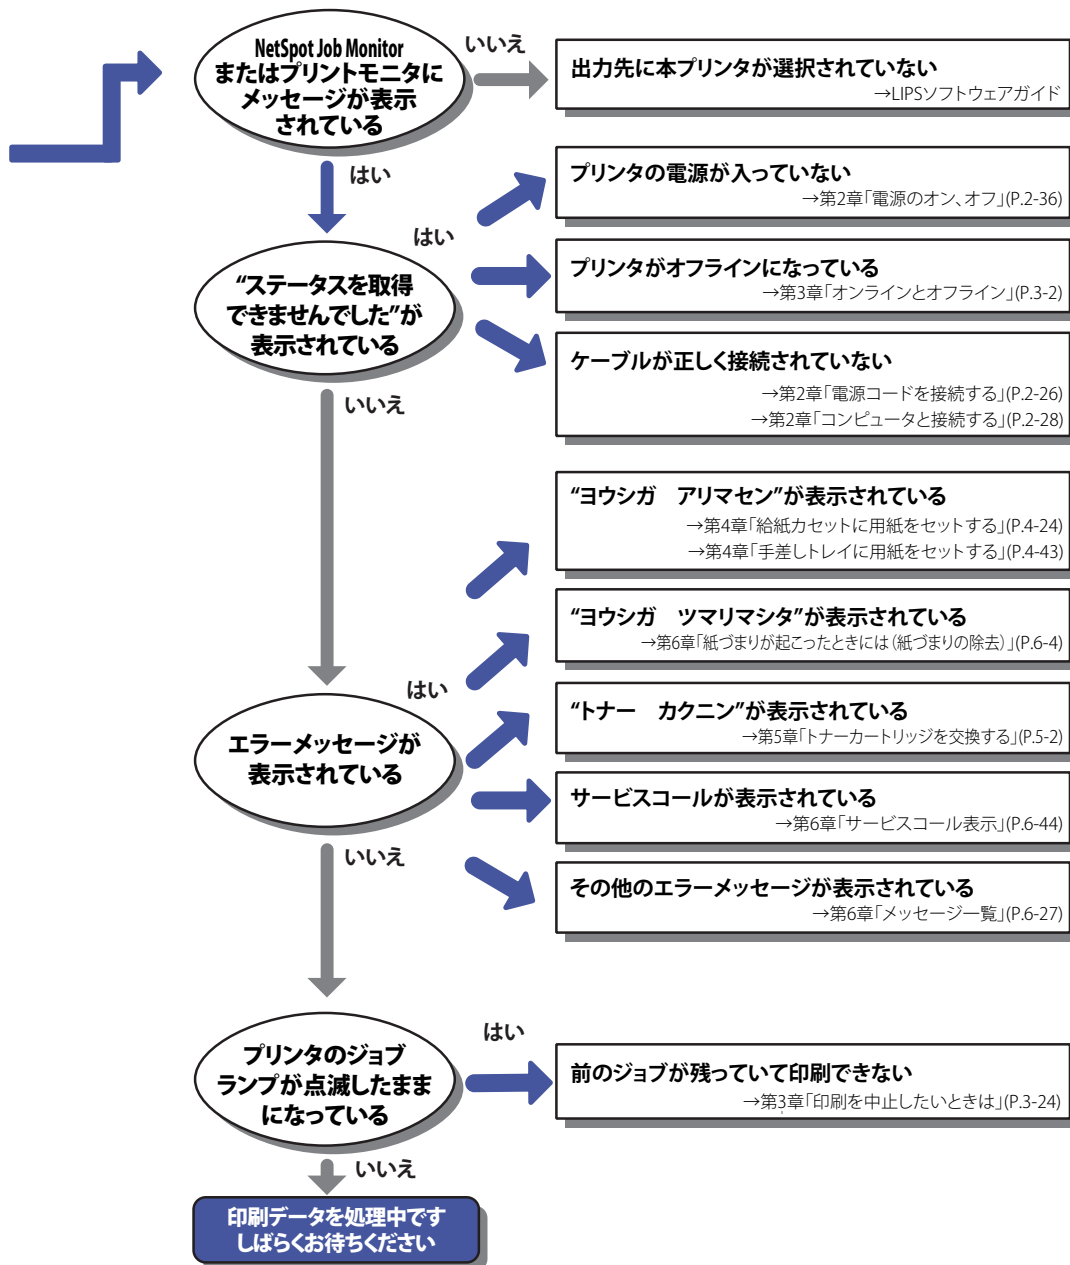 NetSpot Job Monitor
またはプリントモニタに
メッセージが表示
されている
いいえ
出力先に本プリンタが選択されていない
→LIPSソフトウェアガイド
はい
プリンタの電源が入っていない
→第2章「電源のオン、オフ」(P.2-36)
はい
“ステータスを取得
できませんでした”が
表示されている
プリンタがオフラインになっている
→第3章「オンラインとオフライン」(P.3-2)
ケーブルが正しく接続されていない
→第2章「電源コードを接続する」(P.2-26)
→第2章「コンピュータと接続する」(P.2-28)
いいえ
“ヨウシガ　アリマセン”が表示されている
→第4章「給紙カセットに用紙をセットする」(P.4-24)
→第4章「手差しトレイに用紙をセットする」(P.4-43)
“ヨウシガ　ツマリマシタ”が表示されている
→第6章「紙づまりが起こったときには（紙づまりの除去）」(P.6-4)
はい
エラーメッセージが
表示されている
“トナー　カクニン”が表示されている
→第5章「トナーカートリッジを交換する」(P.5-2)
サービスコールが表示されている
→第6章「サービスコール表示」(P.6-44)
いいえ
その他のエラーメッセージが表示されている
→第6章「メッセージ一覧」(P.6-27)
プリンタのジョブ
ランプが点滅したまま
になっている
はい
前のジョブが残っていて印刷できない
→第3章「印刷を中止したいときは」(P.3-24)
いいえ
印刷データを処理中です
しばらくお待ちください